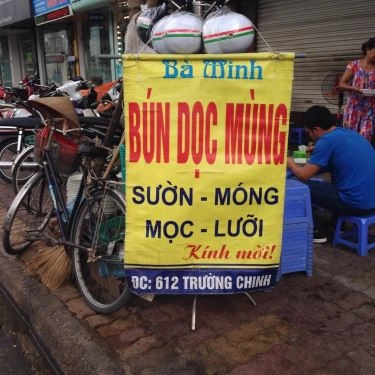 Bà Minh
BÚN DỌC MÙNG
SƯỜN - MÓNG
MỌC - LƯỠI
Kính mời!
ĐC: 612 TRƯỜNG CHINH